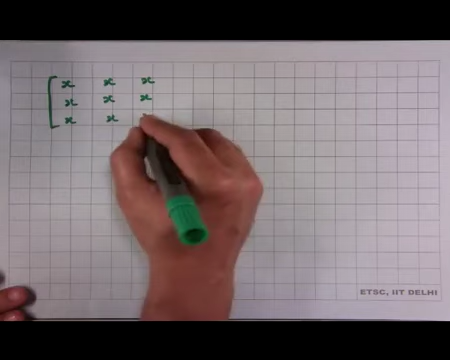 x x x
x x x
x x
ETSC, IIT DELHI